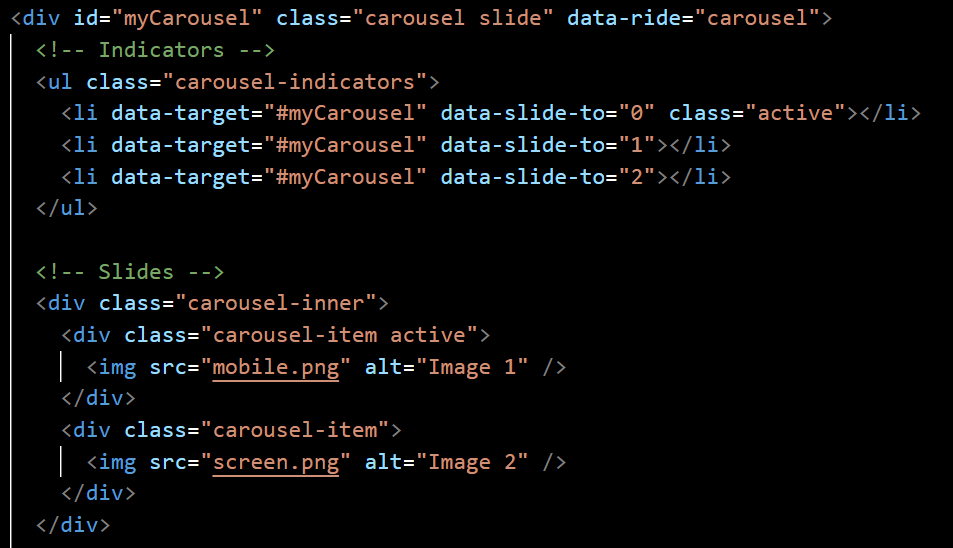 <div id="myCarousel" class="carousel slide" data-ride="carousel">
<!-- Indicators -->
<ul class="carousel-indicators">
<li data-target="#myCarousel" data-slide-to="0" class="active"></li>
<li data-target="#myCarousel" data-slide-to="1"></li>
<li data-target="#myCarousel" data-slide-to="2"></li>
</ul>
<!-- Slides -->
<div class="carousel-inner">
<div class="carousel-item active">
<img src="mobile.png" alt="Image 1" />
</div>
<div class="carousel-item">
<img src="screen.png" alt="Image 2" />
</div>
</div>